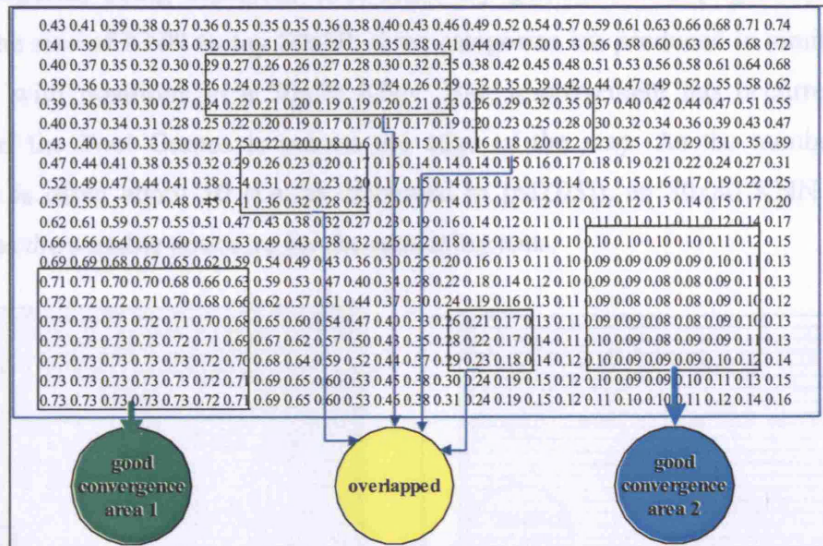 0.43 0.41 0.39 0.38 0.37 0.36 0.35 0.35 0.35 0.36 0.38 0.40 0.43 0.46 0.49 0.52 0.54 0.57 0.59 0.61 0.63 0.66 0.68 0.71 0.74
0.41 0.39 0.37 0.35 0.33 0.32 0.31 0.31 0.31 0.32 0.33 0.35 0.38 0.41 0.44 0.47 0.50 0.53 0.56 0.58 0.60 0.63 0.65 0.68 0.72
0.40 0.37 0.35 0.32 0.30 0.29 0.27 0.26 0.26 0.27 0.28 0.30 0.32 0.35 0.38 0.42 0.45 0.48 0.51 0.53 0.56 0.58 0.61 0.64 0.68
0.39 0.36 0.33 0.30 0.28 0.26 0.24 0.23 0.22 0.22 0.23 0.24 0.26 0.29 0.32 0.35 0.39 0.42 0.44 0.47 0.49 0.52 0.55 0.58 0.62
0.39 0.36 0.33 0.30 0.27 0.24 0.22 0.21 0.20 0.19 0.19 0.20 0.21 0.23 0.26 0.29 0.32 0.35 0.37 0.40 0.42 0.44 0.47 0.51 0.55
0.40 0.37 0.34 0.31 0.28 0.25 0.22 0.20 0.19 0.17 0.17 0.17 0.17 0.19 0.20 0.23 0.25 0.28 0.30 0.32 0.34 0.36 0.39 0.43 0.47
0.43 0.40 0.36 0.33 0.30 0.27 0.25 0.22 0.20 0.18 0.16 0.15 0.15 0.15 0.16 0.18 0.20 0.22 0.25 0.27 0.29 0.31 0.35 0.39
0.47 0.44 0.41 0.38 0.35 0.32 0.29 0.26 0.23 0.20 0.17 0.15 0.14 0.14 0.14 0.15 0.16 0.17 0.18 0.19 0.21 0.22 0.24 0.27 0.31
0.52 0.49 0.47 0.44 0.41 0.38 0.34 0.31 0.27 0.23 0.20 0.17 0.15 0.14 0.13 0.13 0.13 0.14 0.15 0.15 0.16 0.17 0.19 0.22 0.25
0.57 0.55 0.53 0.51 0.48 0.45 0.41 0.36 0.32 0.28 0.23 0.20 0.17 0.14 0.13 0.12 0.12 0.12 0.12 0.12 0.13 0.14 0.15 0.17 0.20
0.62 0.61 0.59 0.57 0.55 0.51 0.47 0.43 0.38 0.32 0.27 0.23 0.19 0.16 0.14 0.12 0.11 0.11 0.11 0.11 0.11 0.11 0.12 0.14 0.17
0.66 0.66 0.64 0.63 0.60 0.57 0.53 0.49 0.43 0.38 0.32 0.25 0.22 0.18 0.15 0.13 0.11 0.10 0.10 0.10 0.10 0.10 0.11 0.12 0.15
0.69 0.69 0.68 0.67 0.65 0.62 0.59 0.54 0.49 0.43 0.36 0.30 0.25 0.20 0.16 0.13 0.11 0.10 0.09 0.09 0.09 0.09 0.10 0.11 0.13
0.71 0.71 0.70 0.70 0.68 0.66 0.63 0.59 0.53 0.47 0.40 0.34 0.28 0.22 0.18 0.14 0.12 0.10 0.09 0.09 0.08 0.08 0.09 0.11 0.13
0.72 0.72 0.72 0.71 0.70 0.68 0.66 0.62 0.57 0.51 0.44 0.37 0.30 0.24 0.19 0.16 0.13 0.11 0.09 0.08 0.08 0.08 0.09 0.10 0.12
0.73 0.73 0.73 0.72 0.71 0.70 0.68 0.65 0.60 0.54 0.47 0.40 0.33 0.26 0.21 0.17 0.13 0.11 0.09 0.09 0.08 0.08 0.09 0.10 0.13
0.73 0.73 0.73 0.73 0.72 0.71 0.69 0.67 0.62 0.57 0.50 0.43 0.35 0.28 0.22 0.17 0.14 0.11 0.10 0.09 0.08 0.08 0.09 0.11 0.13
0.73 0.73 0.73 0.73 0.73 0.72 0.70 0.68 0.64 0.59 0.52 0.44 0.37 0.29 0.23 0.18 0.14 0.12 0.10 0.09 0.09 0.09 0.10 0.12 0.14
0.73 0.73 0.73 0.73 0.73 0.72 0.71 0.69 0.65 0.60 0.53 0.45 0.38 0.30 0.24 0.19 0.15 0.12 0.10 0.09 0.09 0.10 0.11 0.13 0.15
0.73 0.73 0.73 0.73 0.73 0.72 0.71 0.69 0.65 0.60 0.53 0.46 0.38 0.31 0.24 0.19 0.15 0.12 0.11 0.10 0.10 0.11 0.12 0.14 0.16
good convergence area 1
overlapped
good convergence area 2